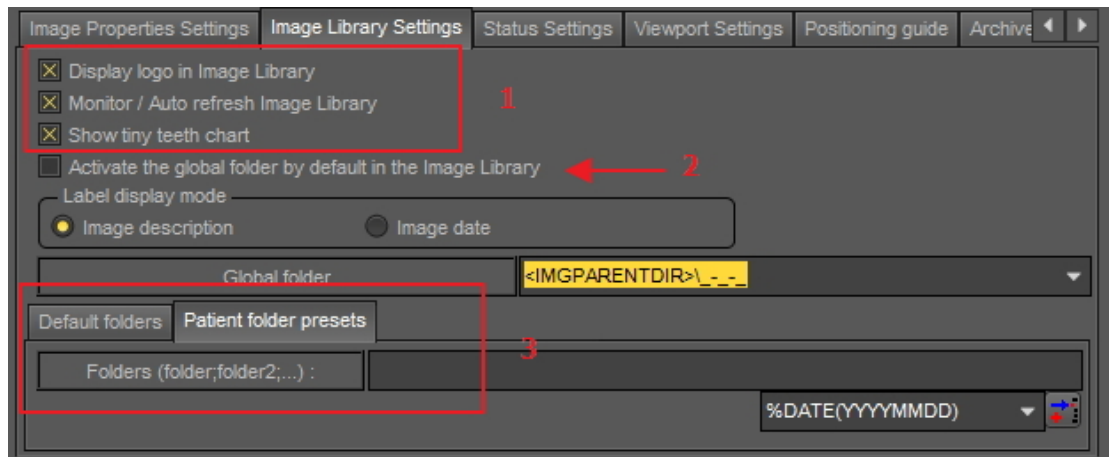 Image Properties Settings Image Library Settings Status Settings Viewport Settings Positioning guide Archive
Display logo in Image Library
Monitor / Auto refresh Image Library
1
Show tiny teeth chart
Activate the global folder by default in the Image Library
2
Label display mode
Image description Image date
Global folder <IMGPARENTDIR>\_-_-_
Default folders Patient folder presets
3
Folders (folder;folder2;...) :
%DATE(YYYYMMDD)